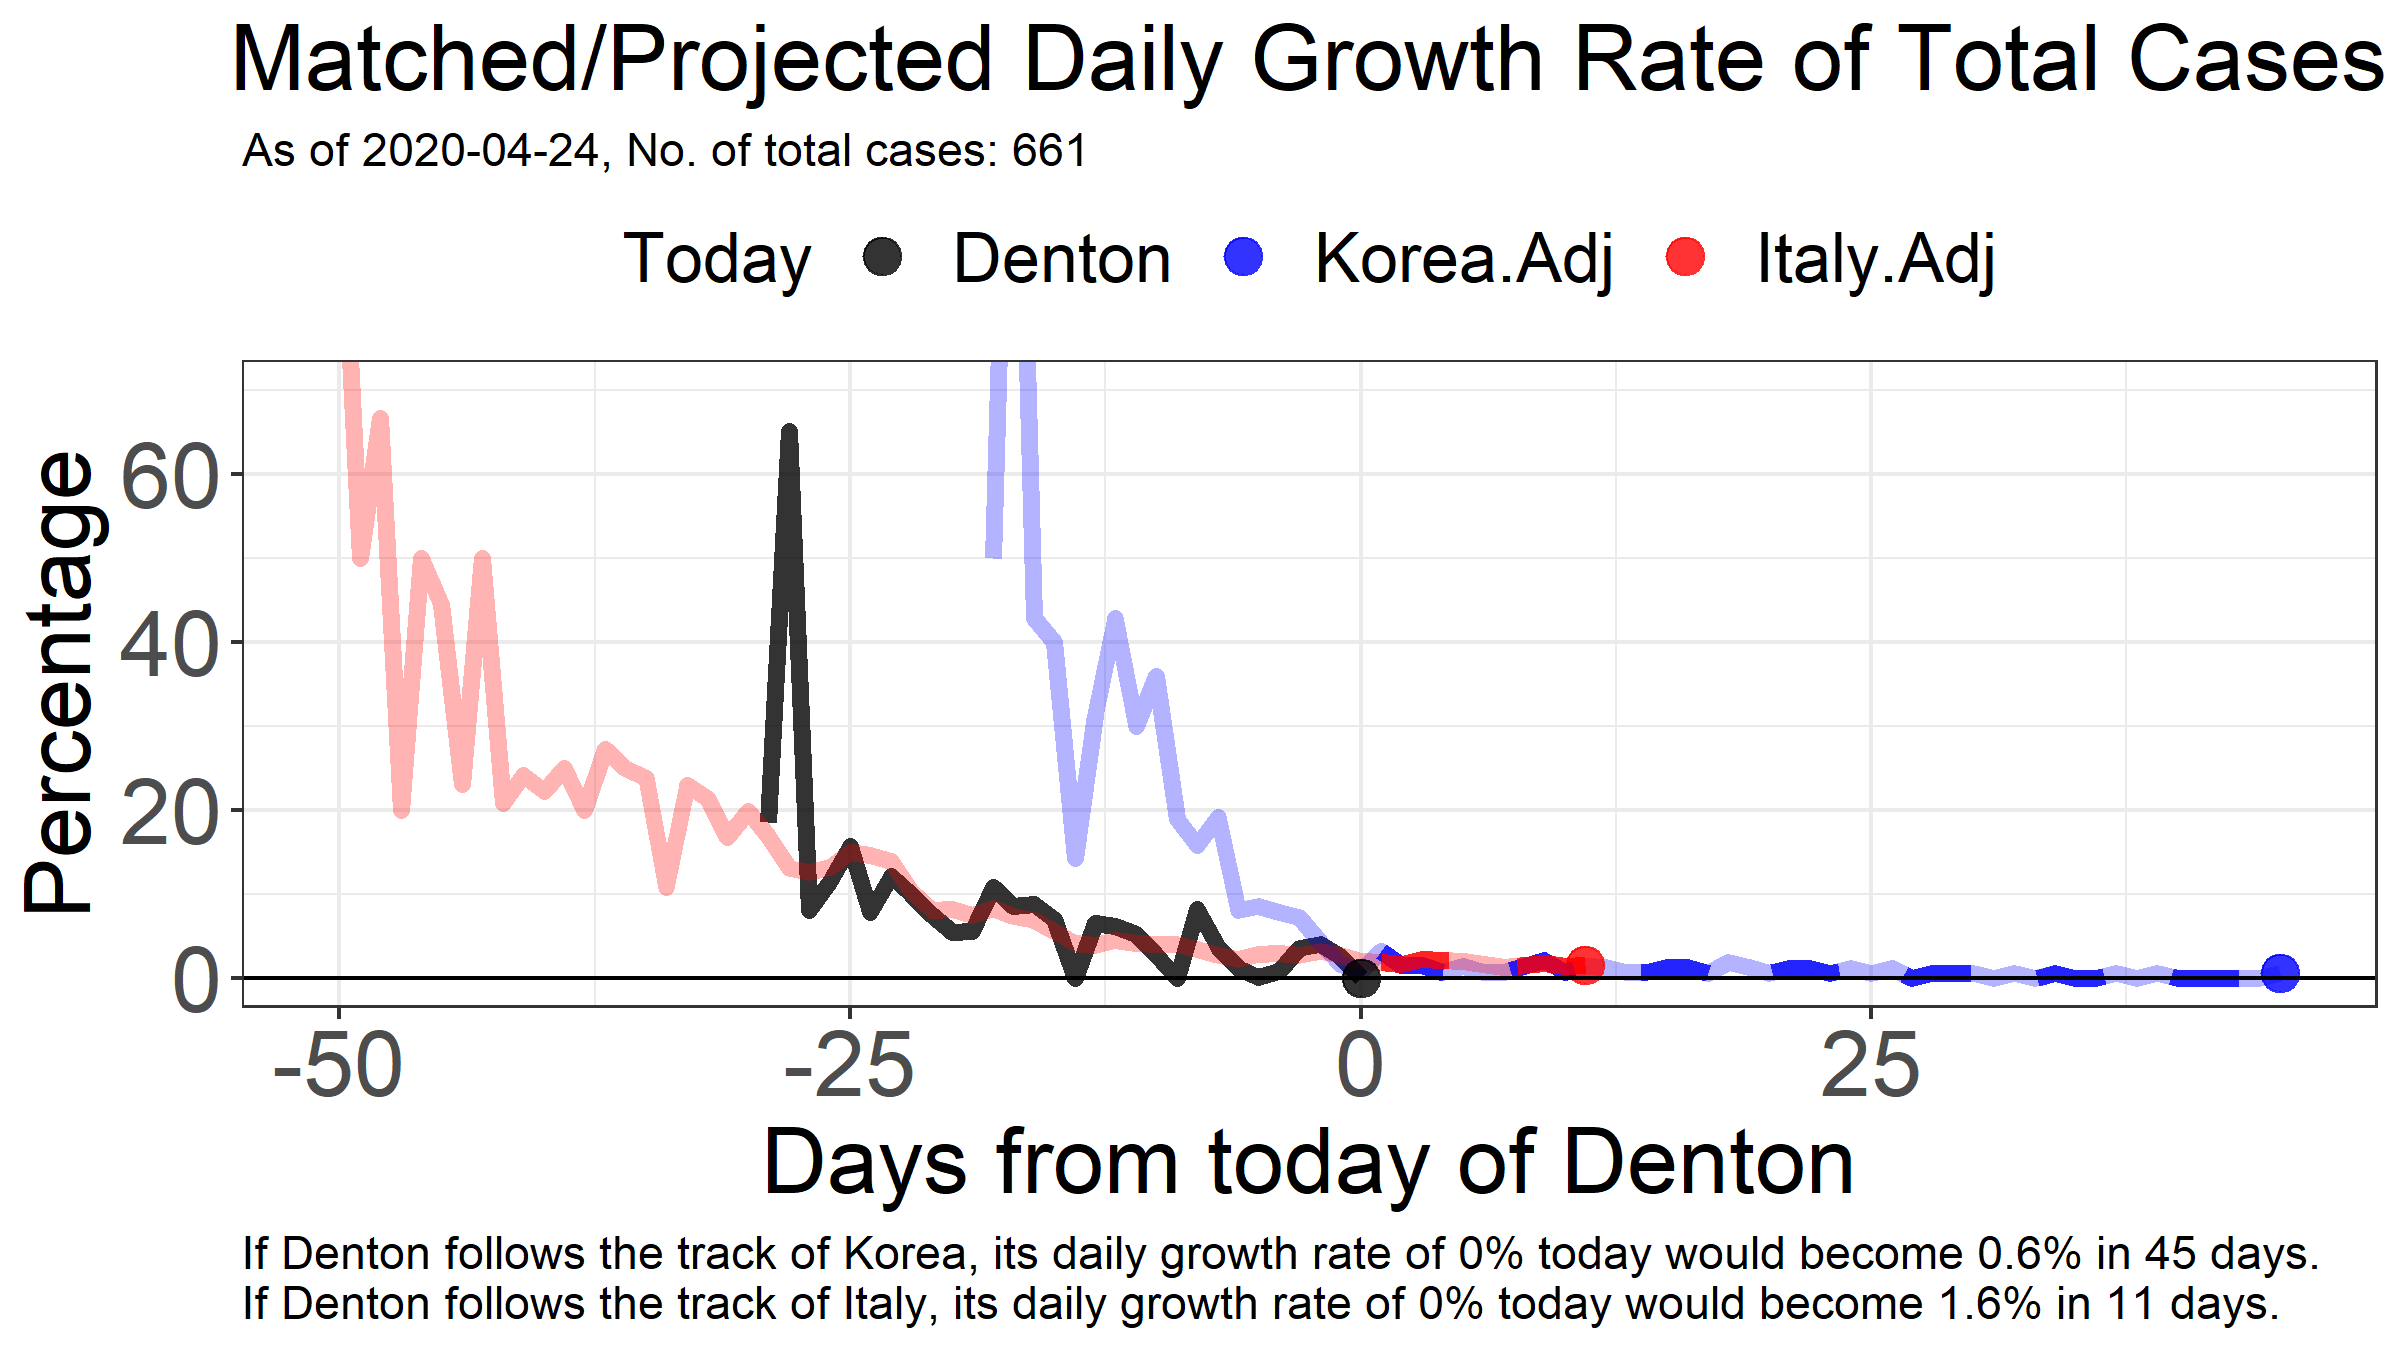 Matched/Projected Daily Growth Rate of Total Cases
As of 2020-04-24, No. of total cases: 661
Today Denton Korea.Adj Italy.Adj
Percentage
60
40
20
0
-50 -25 0 25
Days from today of Denton
If Denton follows the track of Korea, its daily growth rate of 0% today would become 0.6% in 45 days.
If Denton follows the track of Italy, its daily growth rate of 0% today would become 1.6% in 11 days.